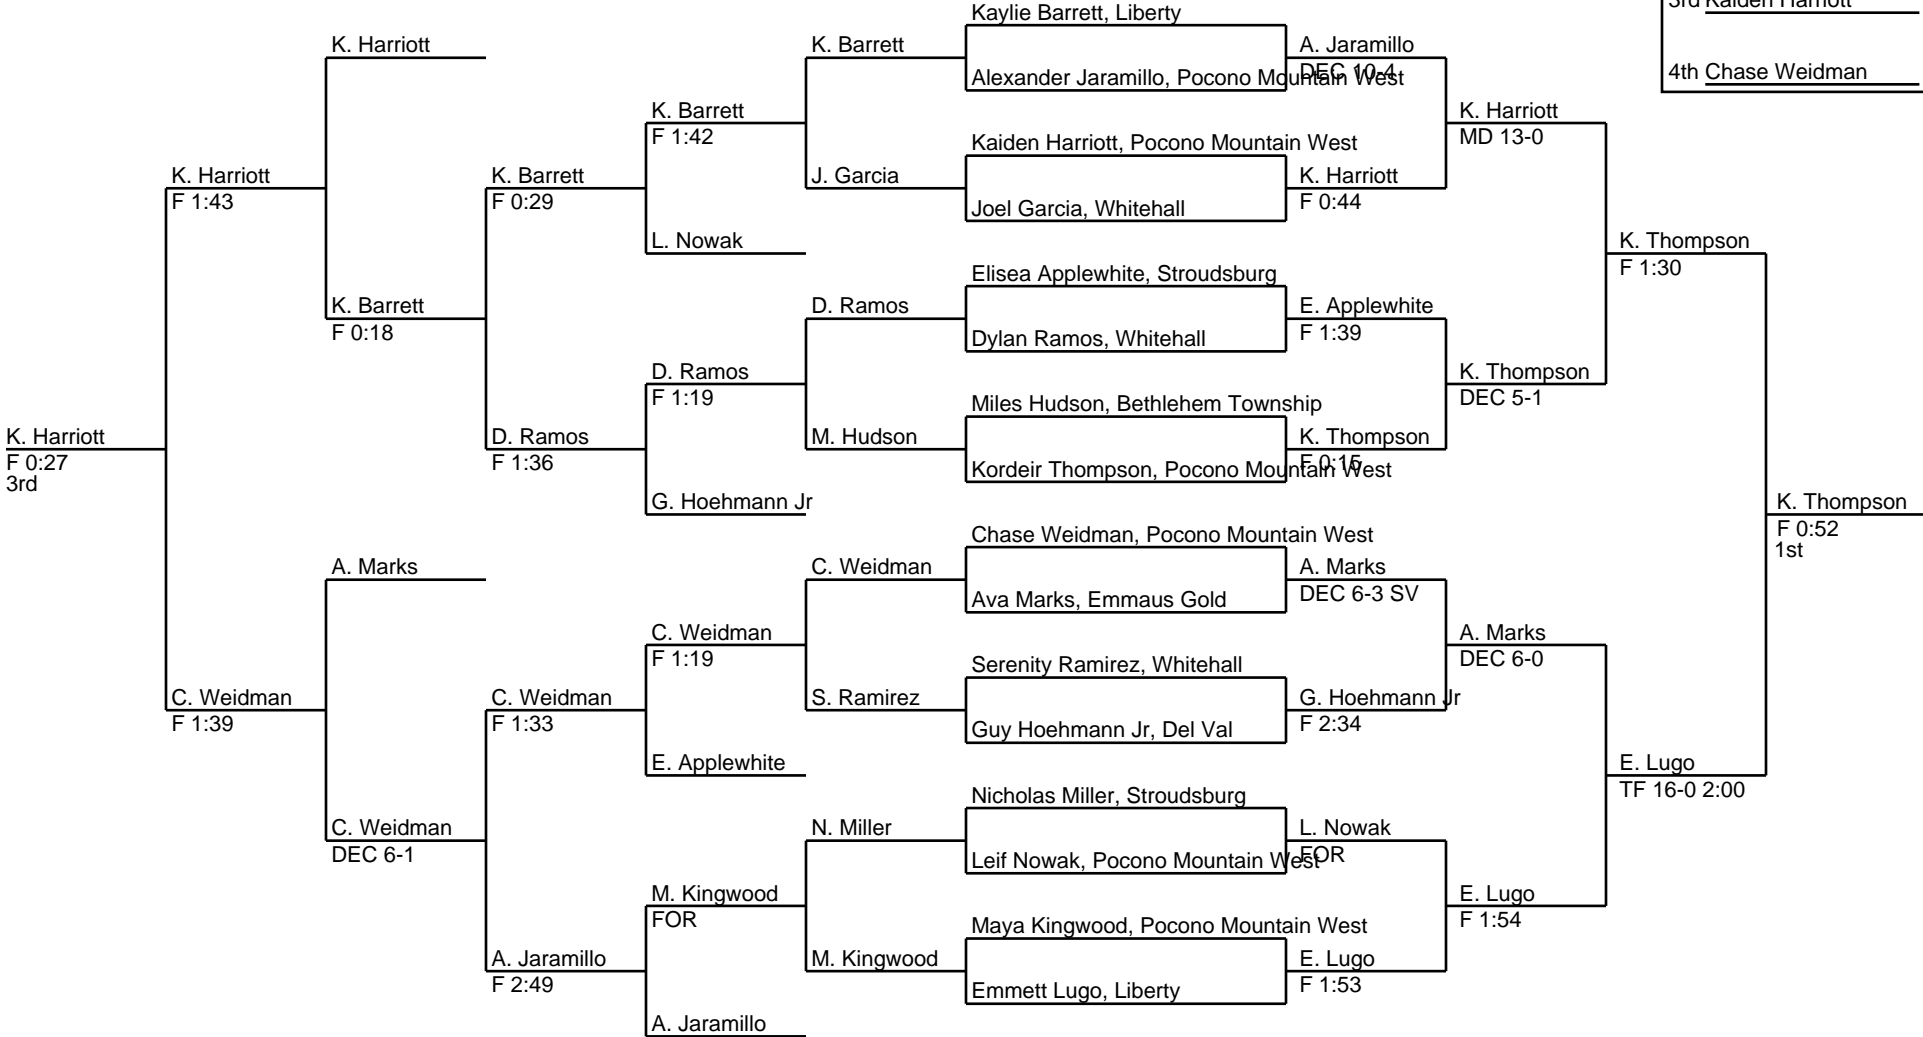 3rd Kaiden Harriott
4th Chase Weidman
K. Harriott
F 0:27
3rd
K. Harriott
F 1:43
C. Weidman
F 1:39
K. Harriott
K. Barrett
F 0:18
A. Marks
C. Weidman
DEC 6-1
K. Barrett
F 0:29
D. Ramos
F 1:36
C. Weidman
F 1:33
A. Jaramillo
F 2:49
K. Barrett
F 1:42
L. Nowak
D. Ramos
F 1:19
G. Hoehmann Jr
C. Weidman
F 1:19
E. Applewhite
M. Kingwood
FOR
A. Jaramillo
K. Barrett
J. Garcia
D. Ramos
M. Hudson
C. Weidman
S. Ramirez
N. Miller
M. Kingwood
Kaylie Barrett, Liberty
Alexander Jaramillo, Pocono Mountain West
Kaiden Harriott, Pocono Mountain West
Joel Garcia, Whitehall
Elisea Applewhite, Stroudsburg
Dylan Ramos, Whitehall
Miles Hudson, Bethlehem Township
Kordeir Thompson, Pocono Mountain West
Chase Weidman, Pocono Mountain West
Ava Marks, Emmaus Gold
Serenity Ramirez, Whitehall
Guy Hoehmann Jr, Del Val
Nicholas Miller, Stroudsburg
Leif Nowak, Pocono Mountain West
Maya Kingwood, Pocono Mountain West
Emmett Lugo, Liberty
A. Jaramillo
DEC 10-4
K. Harriott
F 0:44
E. Applewhite
F 1:39
K. Thompson
F 0:15
A. Marks
DEC 6-3 SV
G. Hoehmann Jr
F 2:34
L. Nowak
FOR
E. Lugo
F 1:53
K. Harriott
MD 13-0
K. Thompson
DEC 5-1
A. Marks
DEC 6-0
E. Lugo
F 1:54
K. Thompson
F 1:30
E. Lugo
TF 16-0 2:00
K. Thompson
F 0:52
1st